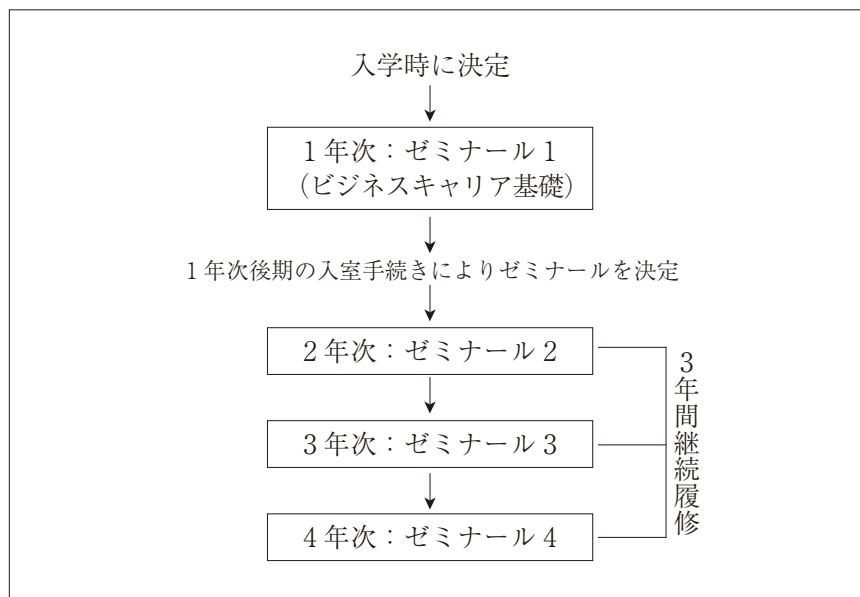 入学時に決定
１年次：ゼミナール１
（ビジネスキャリア基礎）
１年次後期の入室手続きによりゼミナールを決定
２年次：ゼミナール２
３年次：ゼミナール３
４年次：ゼミナール４
３年間継続履修